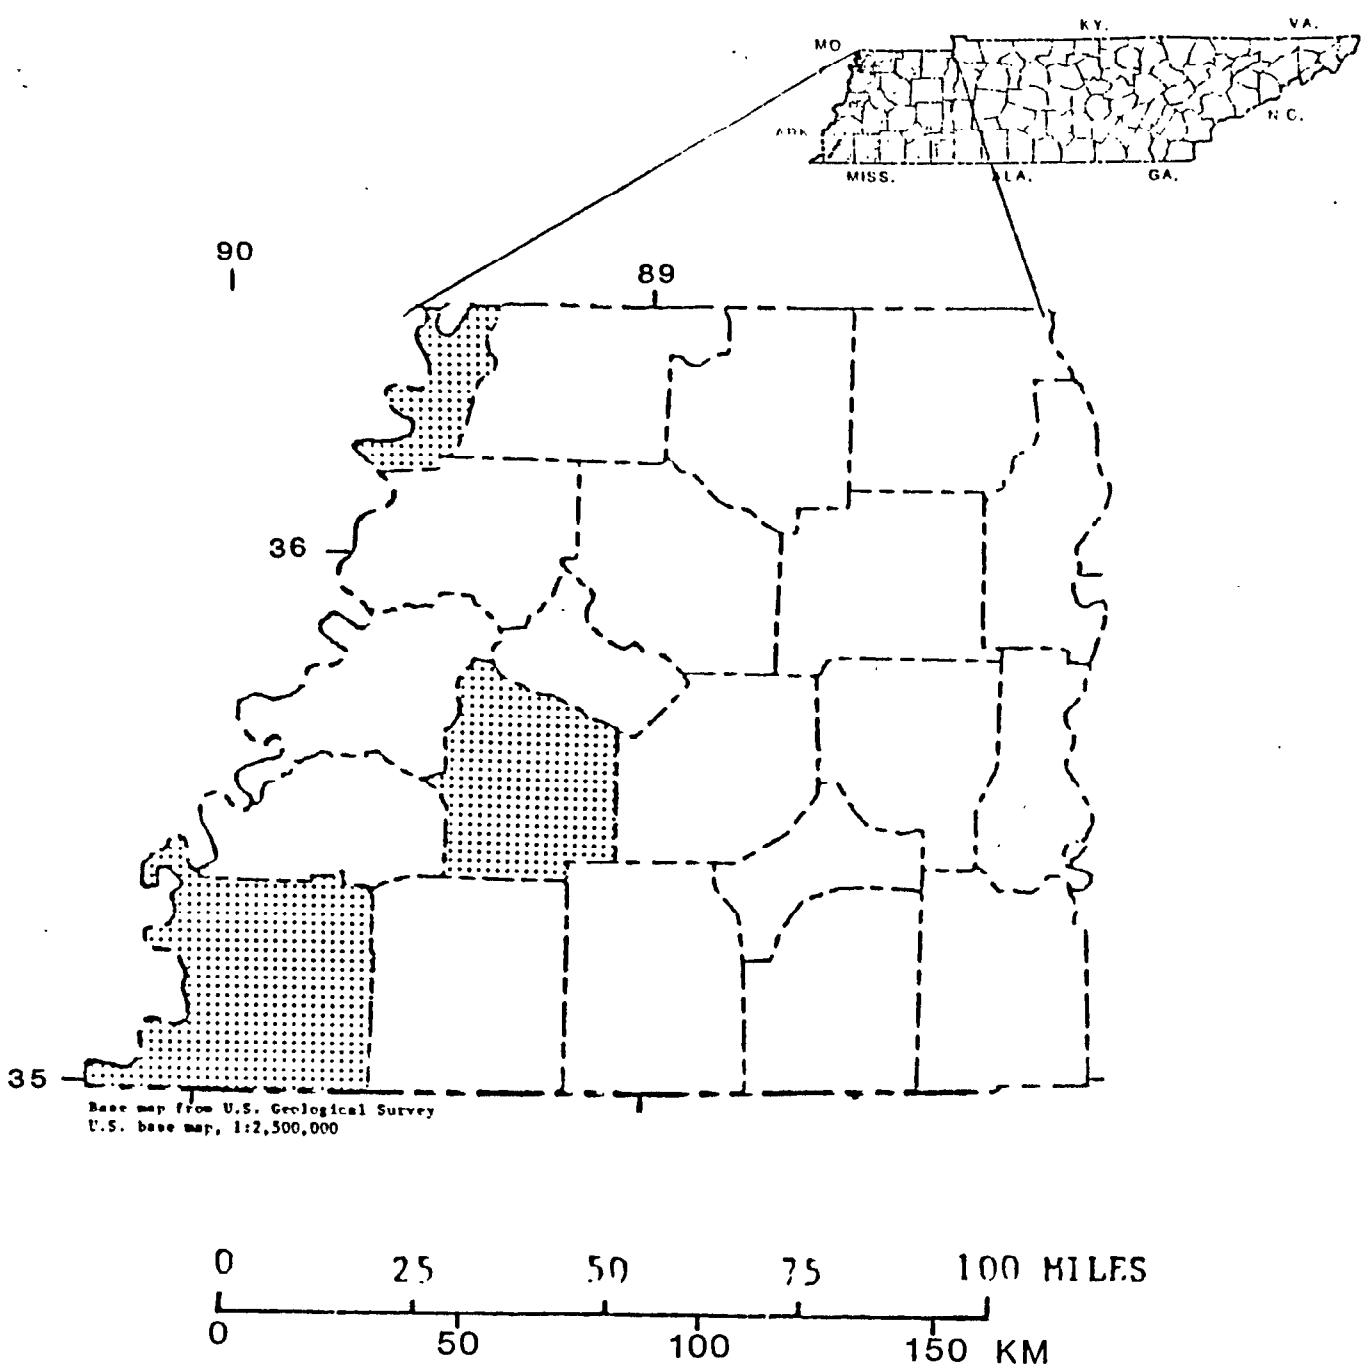 KY. VA.
MO
N.C.
ARK
MISS. ALA. GA.
90
89
36
35
Base map from U.S. Geological Survey
U.S. base map, 1:2,500,000
0 25 50 75 100 MILES
0 50 100 150 KM